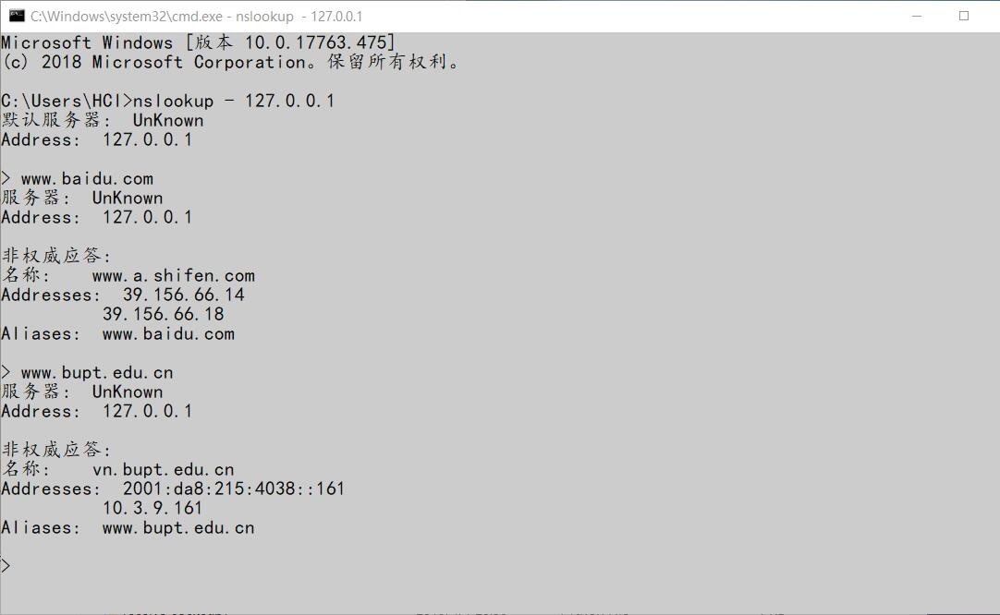 C:\Windows\system32\cmd.exe - nslookup  - 127.0.0.1
Microsoft Windows [版本 10.0.17763.475]
(c) 2018 Microsoft Corporation。保留所有权利。
C:\Users\HCl>nslookup - 127.0.0.1
默认服务器:  UnKnown
Address:  127.0.0.1
> www.baidu.com
服务器:  UnKnown
Address:  127.0.0.1
非权威应答:
名称:    www.a.shifen.com
Addresses:  39.156.66.14
          39.156.66.18
Aliases:  www.baidu.com
> www.bupt.edu.cn
服务器:  UnKnown
Address:  127.0.0.1
非权威应答:
名称:    vn.bupt.edu.cn
Addresses:  2001:da8:215:4038::161
          10.3.9.161
Aliases:  www.bupt.edu.cn
>